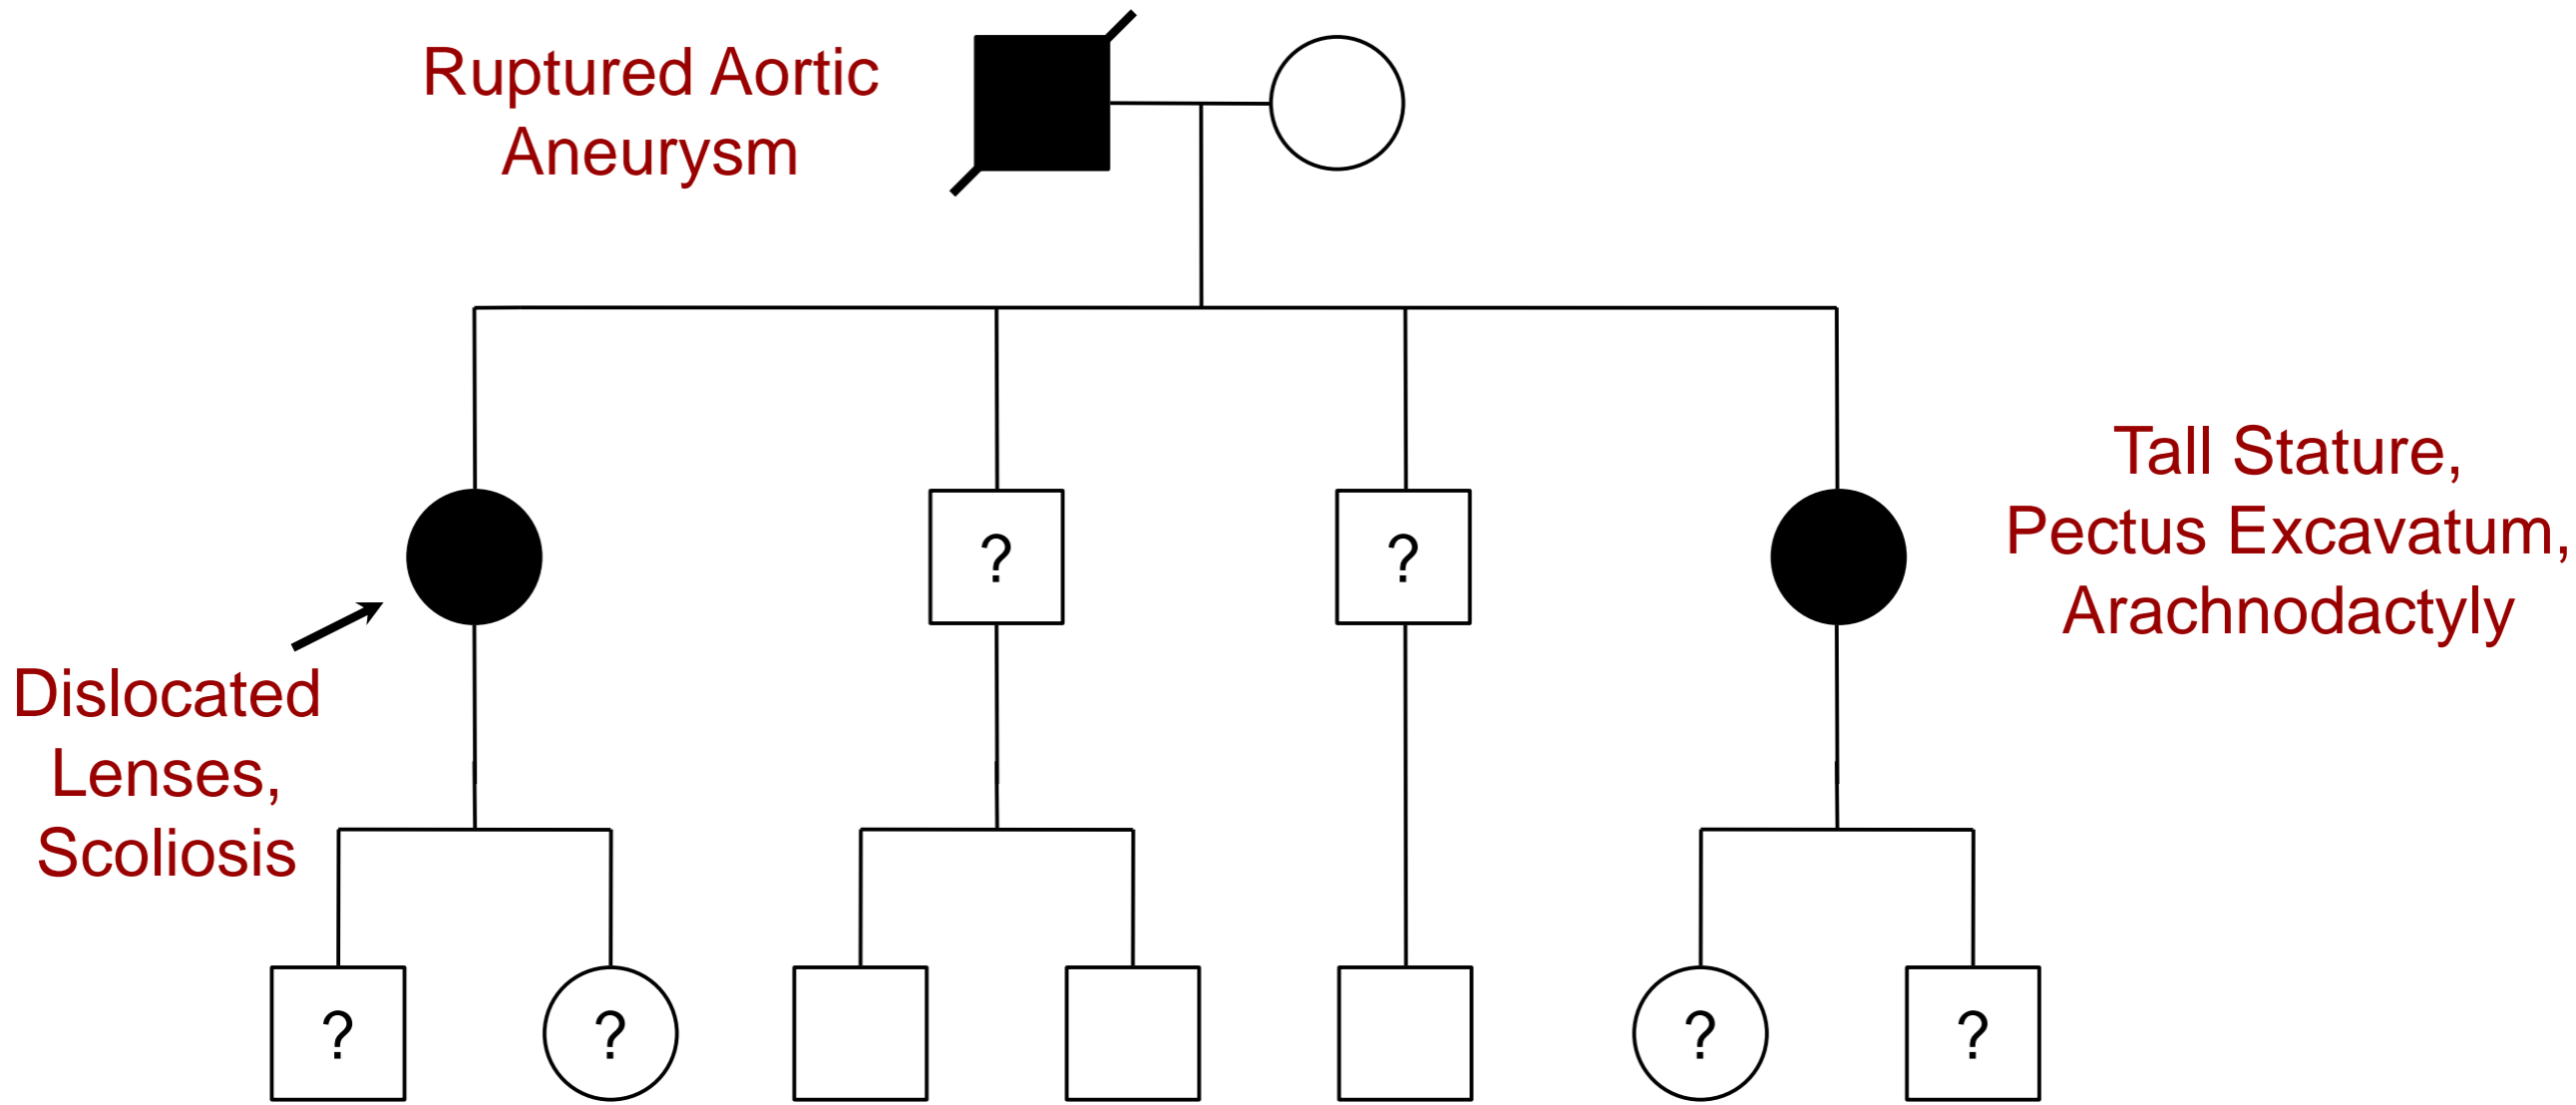 Ruptured Aortic
Aneurysm
?
?
Tall Stature,
Pectus Excavatum,
Arachnodactyly
Dislocated
Lenses,
Scoliosis
?
?
?
?